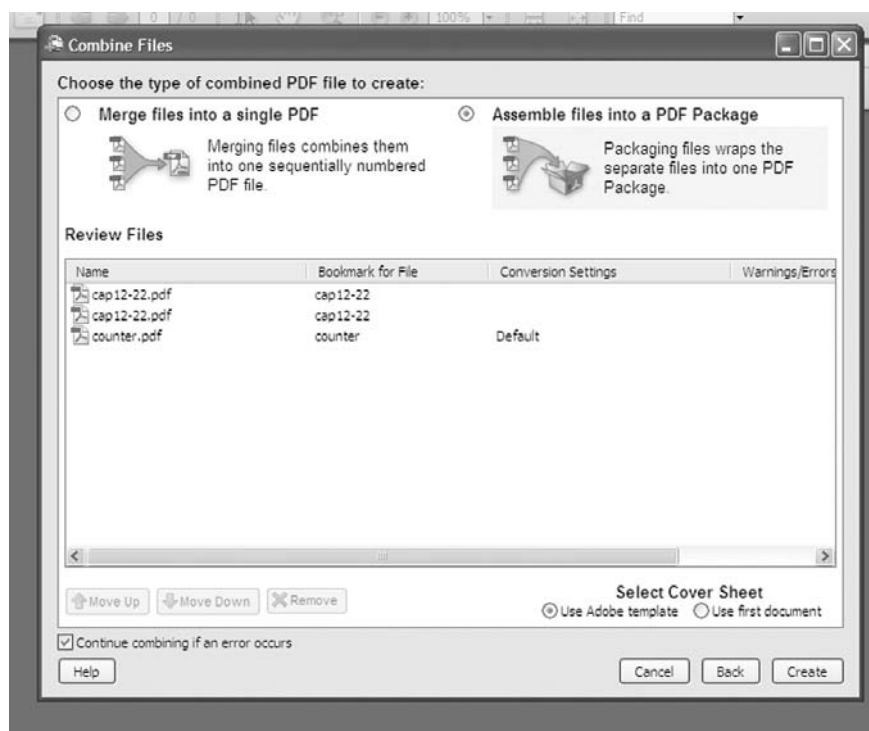 0 / 0 100% Find
Combine Files
Choose the type of combined PDF file to create:
Merge files into a single PDF
Merging files combines them
into one sequentially numbered
PDF file.
Assemble files into a PDF Package
Packaging files wraps the
separate files into one PDF
Package.
Review Files
Name Bookmark for File Conversion Settings Warnings/Errors
cap12-22.pdf cap12-22
cap12-22.pdf cap12-22
counter.pdf counter Default
Move Up Move Down Remove
Select Cover Sheet
Use Adobe template Use first document
Continue combining if an error occurs
Help Cancel Back Create